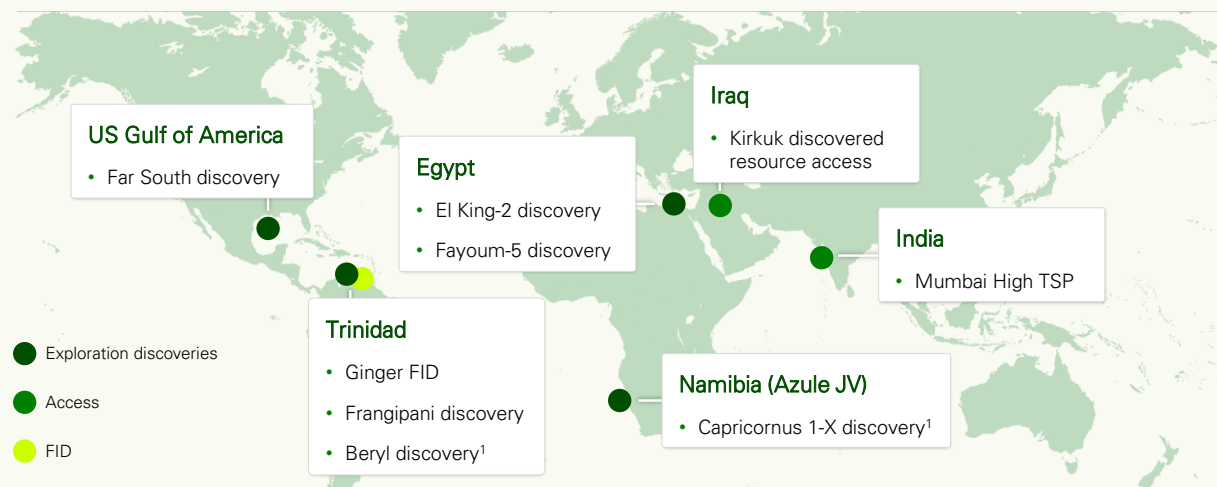 US Gulf of America
• Far South discovery
Egypt
• El King-2 discovery
• Fayoum-5 discovery
Iraq
• Kirkuk discovered
resource access
India
• Mumbai High TSP
Trinidad
• Ginger FID
• Frangipani discovery
• Beryl discovery¹
Namibia (Azule JV)
• Capricornus 1-X discovery¹
Exploration discoveries
Access
FID